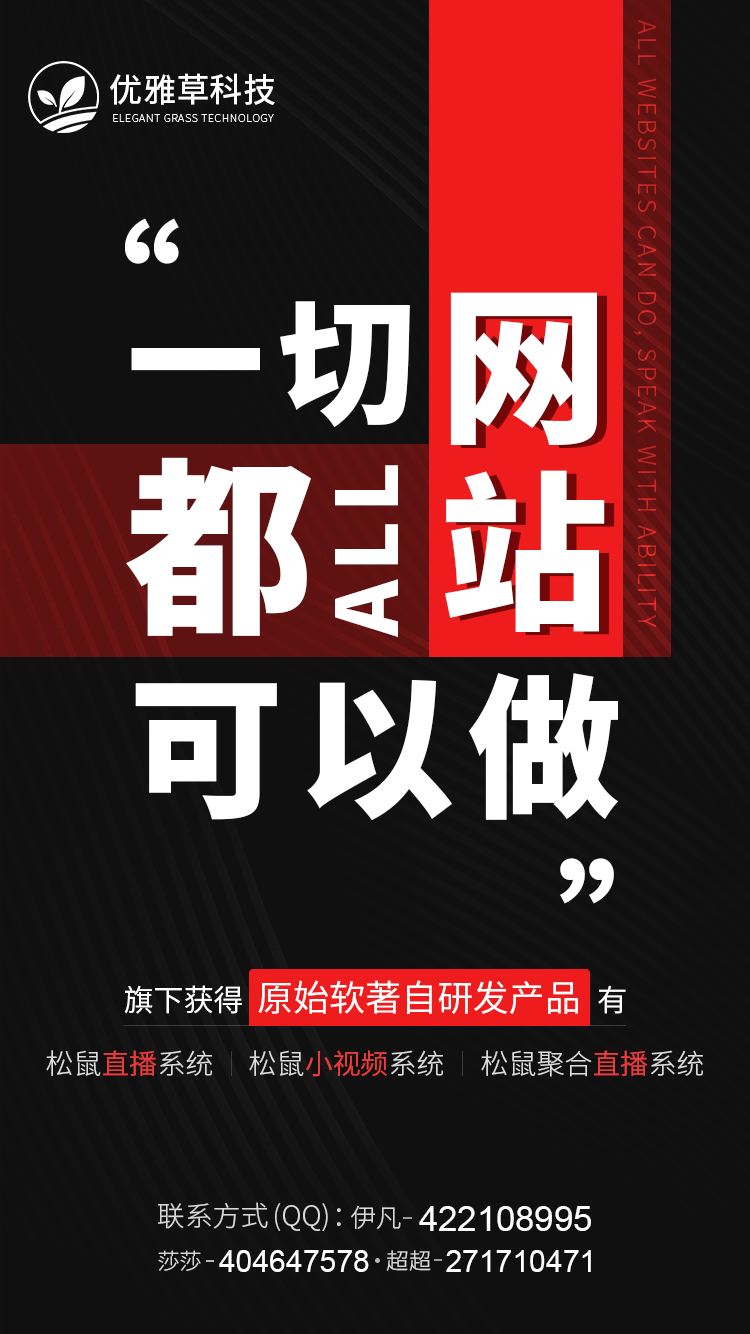 优雅草科技
ELEGANT GRASS TECHNOLOGY
ALL WEBSITES CAN DO, SPEAK WITH ABILITY
“
一切网站
都 ALL
可以做
”
旗下获得 原始软著自研发产品 有
松鼠直播系统 | 松鼠小视频系统 | 松鼠聚合直播系统
联系方式(QQ)：伊凡-422108995
莎莎-404647578·超超-271710471